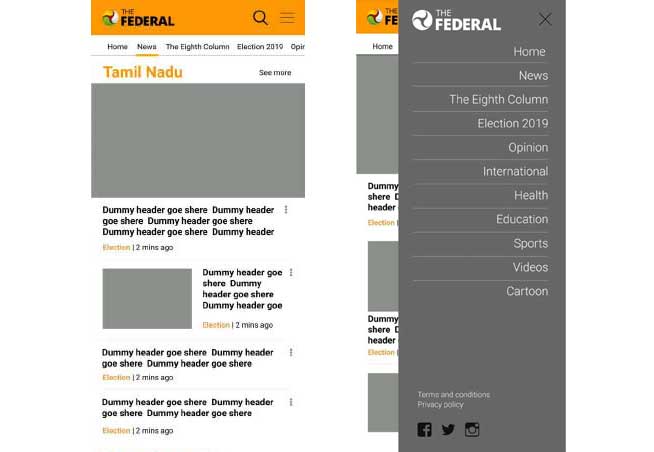 THE
FEDERAL
Home News The Eighth Column Election 2019 Opir
Tamil Nadu See more
Dummy header goe shere Dummy header
goe shere Dummy header goe shere
Dummy header goe shere Dummy header
Election | 2 mins ago
Dummy header goe
shere Dummy
header goe shere
Dummy header goe
Election | 2 mins ago
Dummy header goe shere Dummy header
goe shere Dummy header goe shere
Election | 2 mins ago
Dummy header goe shere Dummy header
goe shere Dummy header goe shere
Election | 2 mins ago
Home
Dummy
goe shere
Dummy
header
Election
Dummy
shere D
header
Election
THE
FEDERAL
Home
News
The Eighth Column
Election 2019
Opinion
International
Health
Education
Sports
Videos
Cartoon
Terms and conditions
Privacy policy